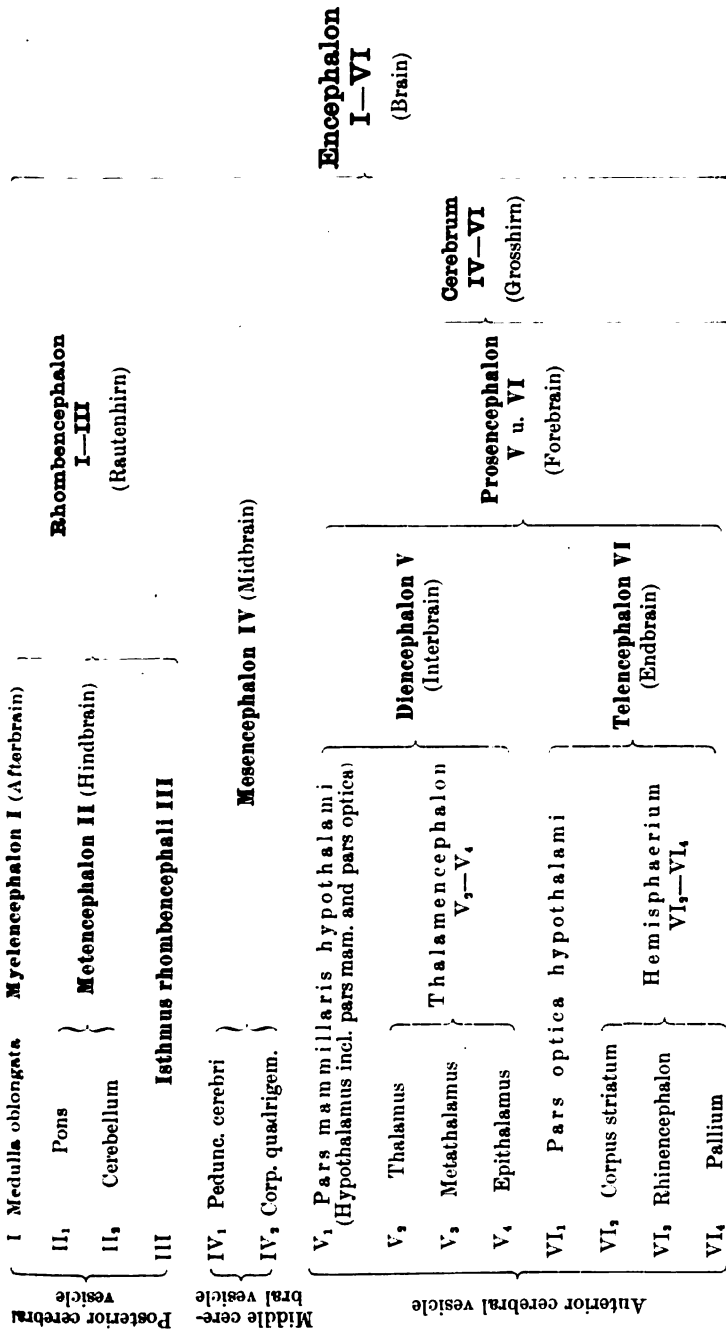 Posterior cerebral
vesicle
I Medulla oblongata Myelencephalon I (Afterbrain)
II₁ Pons
Metencephalon II (Hindbrain)
II₂ Cerebellum
III Isthmus rhombencephali III
Rhombencephalon
I—III
(Rautenhirn)
Middle cere-
bral vesicle
IV₁ Pedunc. cerebri
Mesencephalon IV (Midbrain)
IV₂ Corp. quadrigem.
Anterior cerebral vesicle
V₁ Pars mammillaris hypothalami
(Hypothalamus incl. pars mam. and pars optica)
V₂ Thalamus
V₃ Metathalamus
V₄ Epithalamus
Thalamencephalon
V₂—V₄
Diencephalon V
(Interbrain)
VI₁ Pars optica hypothalami
VI₂ Corpus striatum
VI₃ Rhinencephalon
VI₄ Pallium
Hemisphaerium
VI₂—VI₄
Telencephalon VI
(Endbrain)
Prosencephalon
V u. VI
(Forebrain)
Cerebrum
IV—VI
(Grosshirn)
Encephalon
I—VI
(Brain)